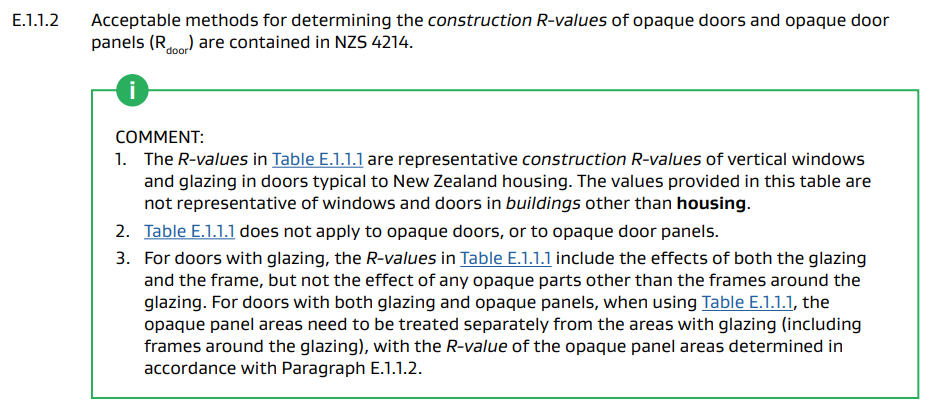 E.1.1.2 Acceptable methods for determining the construction R-values of opaque doors and opaque door
panels (Rdoor) are contained in NZS 4214.
i
COMMENT:
1. The R-values in Table E.1.1.1 are representative construction R-values of vertical windows
and glazing in doors typical to New Zealand housing. The values provided in this table are
not representative of windows and doors in buildings other than housing.
2. Table E.1.1.1 does not apply to opaque doors, or to opaque door panels.
3. For doors with glazing, the R-values in Table E.1.1.1 include the effects of both the glazing
and the frame, but not the effect of any opaque parts other than the frames around the
glazing. For doors with both glazing and opaque panels, when using Table E.1.1.1, the
opaque panel areas need to be treated separately from the areas with glazing (including
frames around the glazing), with the R-value of the opaque panel areas determined in
accordance with Paragraph E.1.1.2.